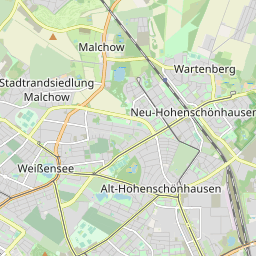 Malchow
Wartenberg
Stadtrandsiedlung
Malchow
Neu-Hohenschönhausen
Weißensee
Alt-Hohenschönhausen